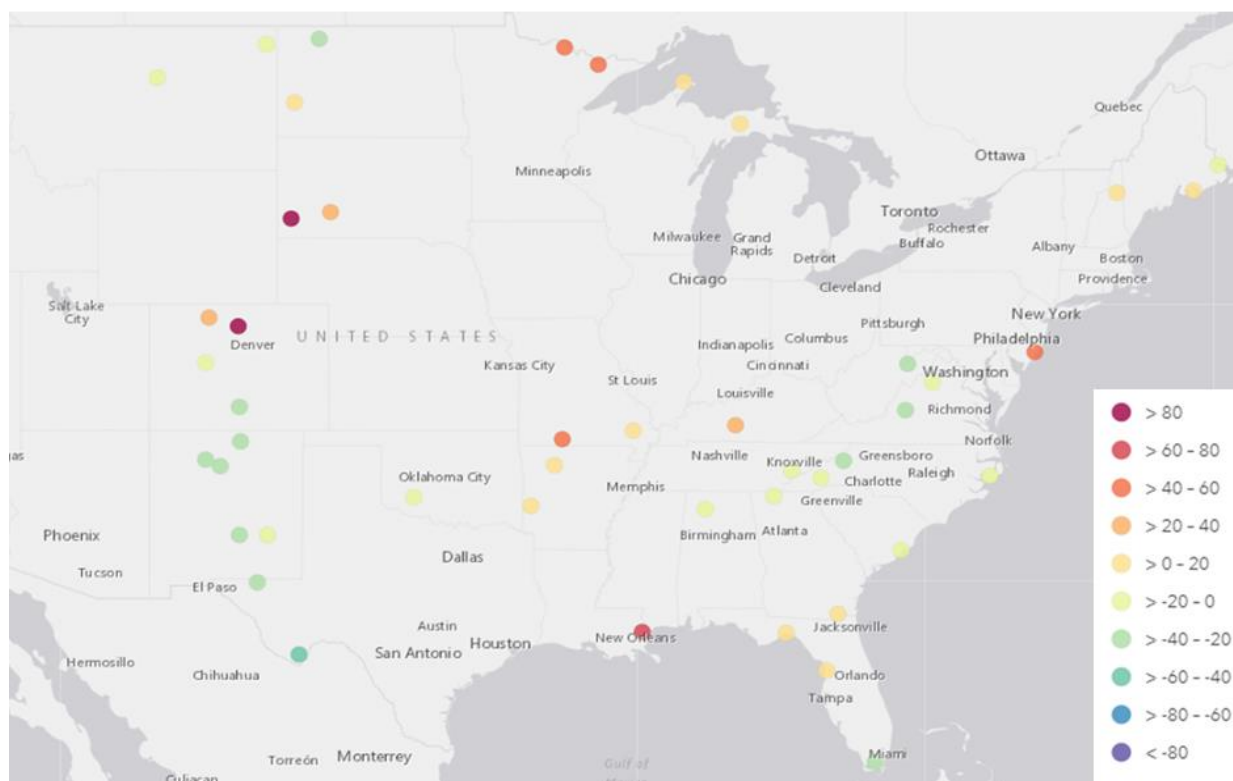 Quebec
Ottawa
Minneapolis
Toronto
Rochester
Milwaukee
Grand
Rapids
Buffalo
Albany
Detroit
Boston
Chicago
Cleveland
Providence
Salt Lake
City
New York
Pittsburgh
UNITED STATES
Denver
Indianapolis
Columbus
Philadelphia
Kansas City
Cincinnati
Washington
St Louis
Louisville
Richmond
Norfolk
as
Nashville
Knoxville
Greensboro
Raleigh
Oklahoma City
Memphis
Charlotte
Greenville
Phoenix
Birmingham
Atlanta
Dallas
Tucson
El Paso
Austin
New Orleans
Jacksonville
Houston
San Antonio
Hermosillo
Chihuahua
Orlando
Tampa
Miami
Torreón
Monterrey
Gulf of
Culiacan
> 80
> 60 - 80
> 40 - 60
> 20 - 40
> 0 - 20
> -20 - 0
> -40 - -20
> -60 - -40
> -80 - -60
< -80